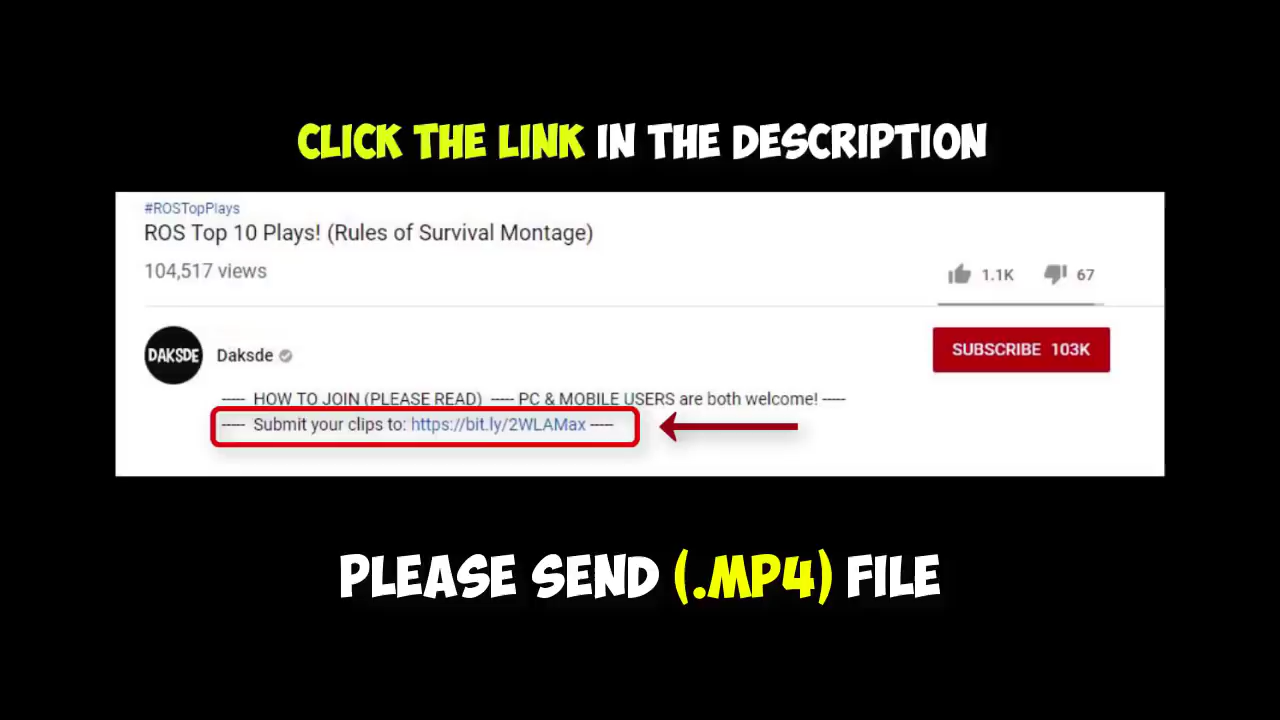 CLICK THE LINK IN THE DESCRIPTION
#ROSTopPlays
ROS Top 10 Plays! (Rules of Survival Montage)
104,517 views
1.1K 67
DAKSDE
Daksde
SUBSCRIBE 103K
----- HOW TO JOIN (PLEASE READ) ----- PC & MOBILE USERS are both welcome! -----
----- Submit your clips to: https://bit.ly/2WLAMax -----
PLEASE SEND (.MP4) FILE